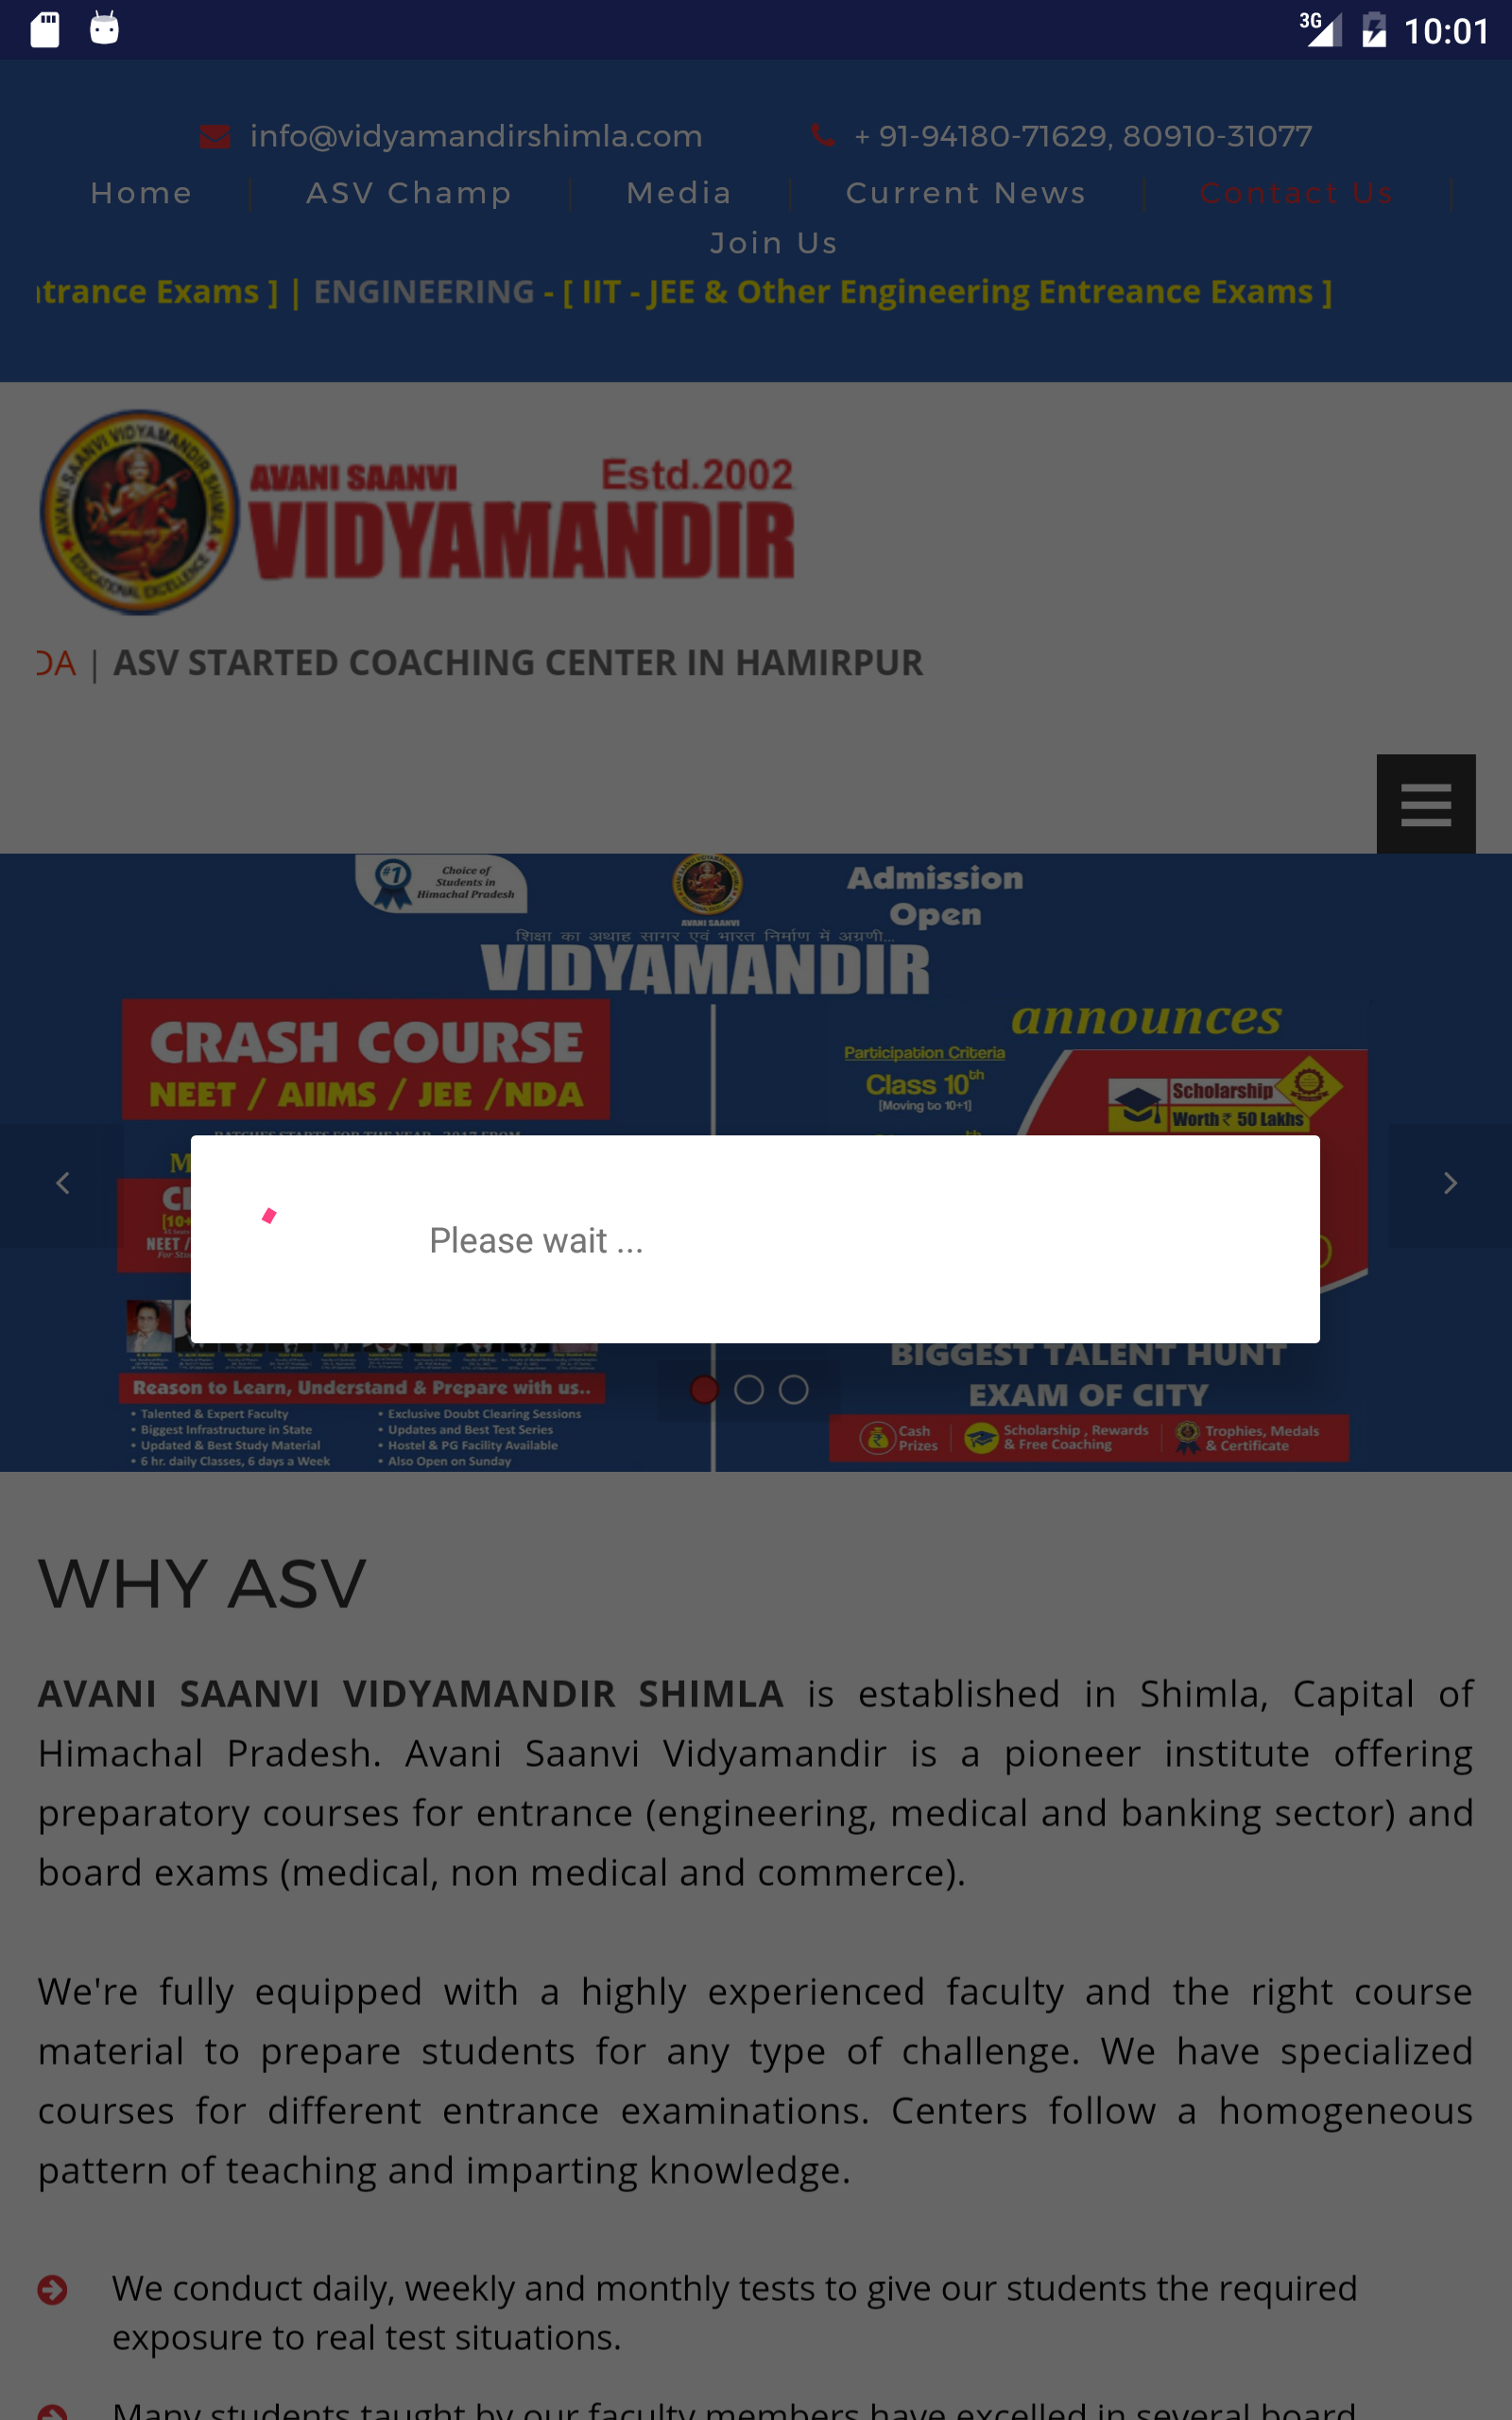 3G 10:01
info@vidyamandirshimla.com + 91-94180-71629, 80910-31077
Home ASV Champ Media Current News Contact Us
Join Us
trance Exams ] | ENGINEERING - [ IIT - JEE & Other Engineering Entreance Exams ]
AVANI SAANVI VIDYAMANDIR SHIMLA
EDUCATIONAL EXCELLENCE
AVANI SAANVI Estd.2002
VIDYAMANDIR
DA | ASV STARTED COACHING CENTER IN HAMIRPUR
#1 Choice of
Students in
Himachal Pradesh
AVANI SAANVI
Admission
Open
शिक्षा का अथाह सागर एवं भारत निर्माण में अग्रणी...
VIDYAMANDIR
CRASH COURSE
NEET / AIIMS / JEE /NDA
BATCHES STARTS FOR THE YEAR - 2017 FROM
announces
Participation Criteria
Class 10th
[Moving to 10+1]
Scholarship
Worth ₹ 50 Lakhs
NEET /
Please wait ...
BIGGEST TALENT HUNT
EXAM OF CITY
Cash
Prizes
Scholarship , Rewards
& Free Coaching
Trophies, Medals
& Certificate
Reason to Learn, Understand & Prepare with us..
• Talented & Expert Faculty
• Biggest Infrastructure in State
• Updated & Best Study Material
• 6 hr. daily Classes, 6 days a Week
• Exclusive Doubt Clearing Sessions
• Updates and Best Test Series
• Hostel & PG Facility Available
• Also Open on Sunday
WHY ASV
AVANI SAANVI VIDYAMANDIR SHIMLA is established in Shimla, Capital of
Himachal Pradesh. Avani Saanvi Vidyamandir is a pioneer institute offering
preparatory courses for entrance (engineering, medical and banking sector) and
board exams (medical, non medical and commerce).
We're fully equipped with a highly experienced faculty and the right course
material to prepare students for any type of challenge. We have specialized
courses for different entrance examinations. Centers follow a homogeneous
pattern of teaching and imparting knowledge.
We conduct daily, weekly and monthly tests to give our students the required
exposure to real test situations.
Many students taught by our faculty members have excelled in several board